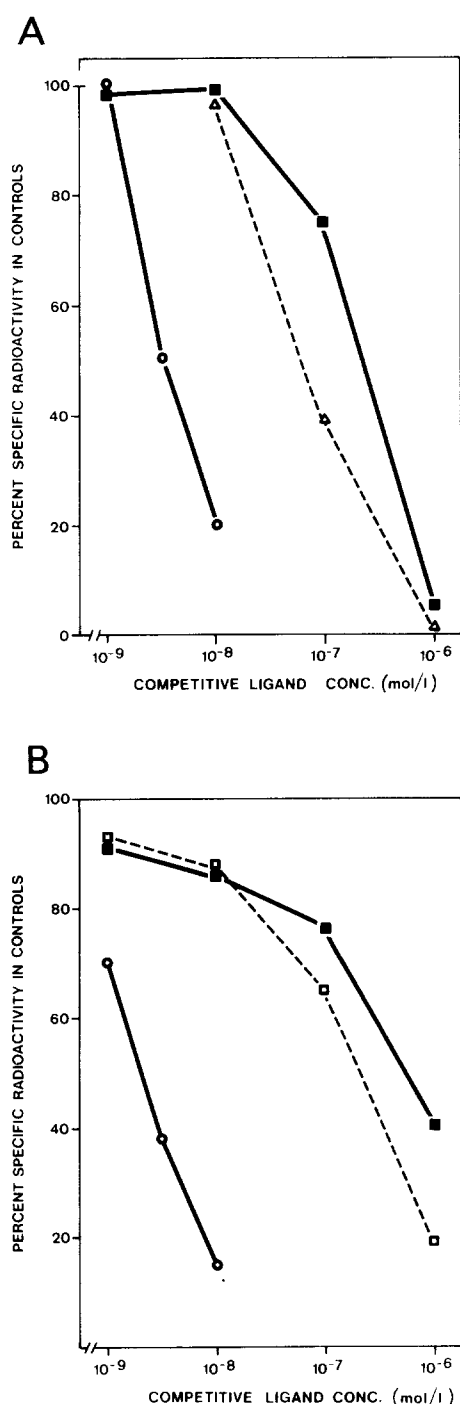 A
PERCENT SPECIFIC RADIOACTIVITY IN CONTROLS
100
80
60
40
20
0
10⁻⁹ 10⁻⁸ 10⁻⁷ 10⁻⁶
COMPETITIVE LIGAND CONC. (mol/l)
B
PERCENT SPECIFIC RADIOACTIVITY IN CONTROLS
100
80
60
40
20
10⁻⁹ 10⁻⁸ 10⁻⁷ 10⁻⁶
COMPETITIVE LIGAND CONC. (mol/l)